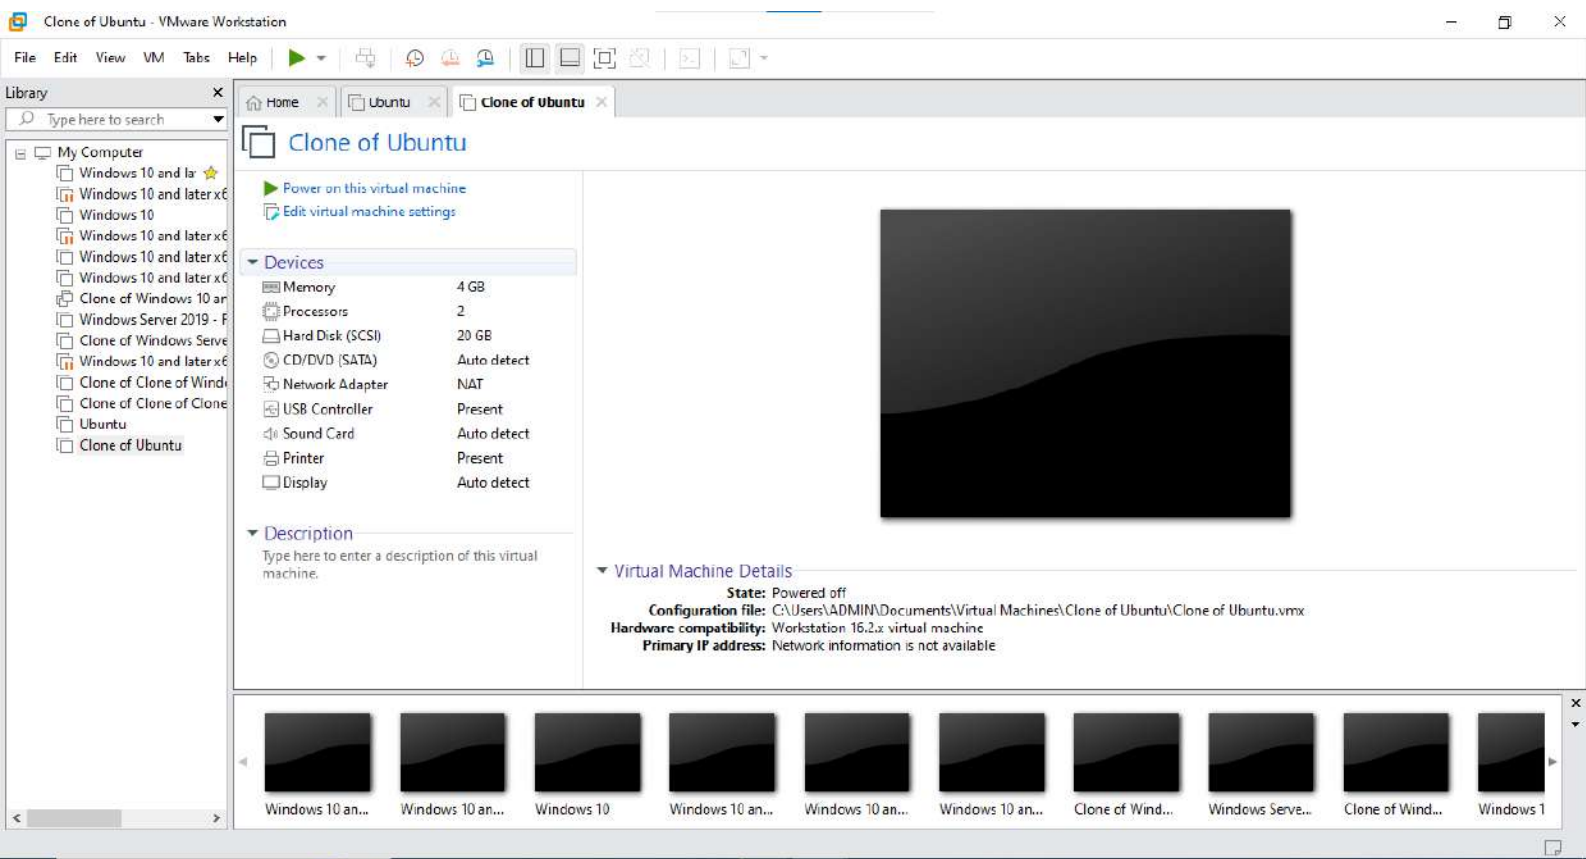 Clone of Ubuntu - VMware Workstation
File Edit View VM Tabs Help
Library
Type here to search
My Computer
Windows 10 and la
Windows 10 and later x6
Windows 10
Windows 10 and later x6
Windows 10 and later x6
Windows 10 and later x6
Clone of Windows 10 an
Windows Server 2019 - F
Clone of Windows Serve
Windows 10 and later x6
Clone of Clone of Wind
Clone of Clone of Clone
Ubuntu
Clone of Ubuntu
Home Ubuntu Clone of Ubuntu
Clone of Ubuntu
Power on this virtual machine
Edit virtual machine settings
Devices
Memory 4 GB
Processors 2
Hard Disk (SCSI) 20 GB
CD/DVD (SATA) Auto detect
Network Adapter NAT
USB Controller Present
Sound Card Auto detect
Printer Present
Display Auto detect
Description
Type here to enter a description of this virtual
machine.
Virtual Machine Details
State: Powered off
Configuration file: C:\Users\ADMIN\Documents\Virtual Machines\Clone of Ubuntu\Clone of Ubuntu.vmx
Hardware compatibility: Workstation 16.2.x virtual machine
Primary IP address: Network information is not available
Windows 10 an... Windows 10 an... Windows 10 Windows 10 an... Windows 10 an... Windows 10 an... Clone of Wind... Windows Serve... Clone of Wind... Windows 1